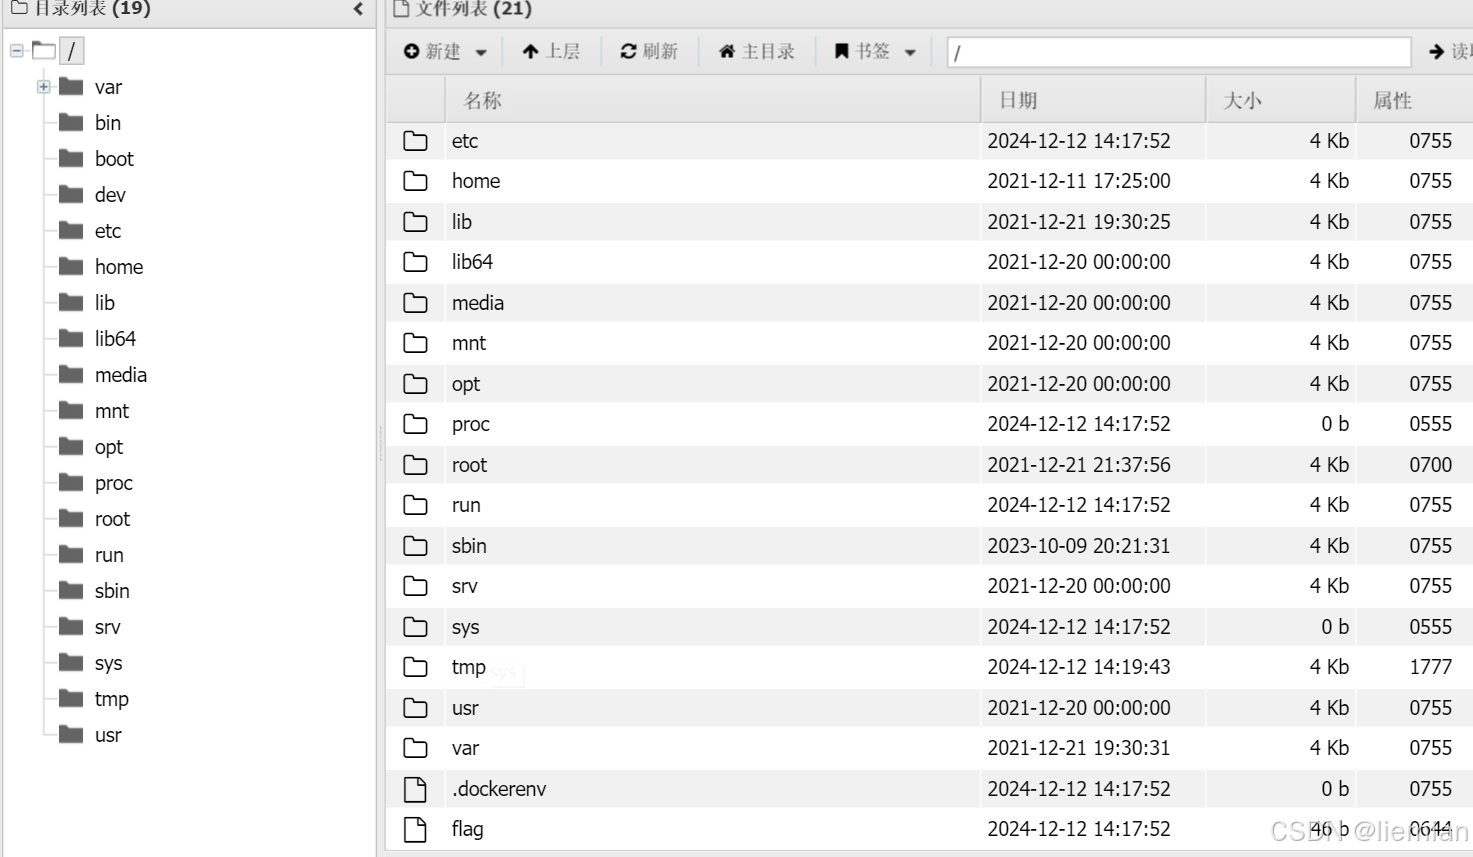 目录列表 (19)
/
var
bin
boot
dev
etc
home
lib
lib64
media
mnt
opt
proc
root
run
sbin
srv
sys
tmp
usr
文件列表 (21)
新建 上层 刷新 主目录 书签 / 
名称 日期 大小 属性
etc 2024-12-12 14:17:52 4 Kb 0755
home 2021-12-11 17:25:00 4 Kb 0755
lib 2021-12-21 19:30:25 4 Kb 0755
lib64 2021-12-20 00:00:00 4 Kb 0755
media 2021-12-20 00:00:00 4 Kb 0755
mnt 2021-12-20 00:00:00 4 Kb 0755
opt 2021-12-20 00:00:00 4 Kb 0755
proc 2024-12-12 14:17:52 0 b 0555
root 2021-12-21 21:37:56 4 Kb 0700
run 2024-12-12 14:17:52 4 Kb 0755
sbin 2023-10-09 20:21:31 4 Kb 0755
srv 2021-12-20 00:00:00 4 Kb 0755
sys 2024-12-12 14:17:52 0 b 0555
tmp 2024-12-12 14:19:43 4 Kb 1777
sys
usr 2021-12-20 00:00:00 4 Kb 0755
var 2021-12-21 19:30:31 4 Kb 0755
.dockerenv 2024-12-12 14:17:52 0 b 0755
flag 2024-12-12 14:17:52 46 b 0644
CSDN @liemian